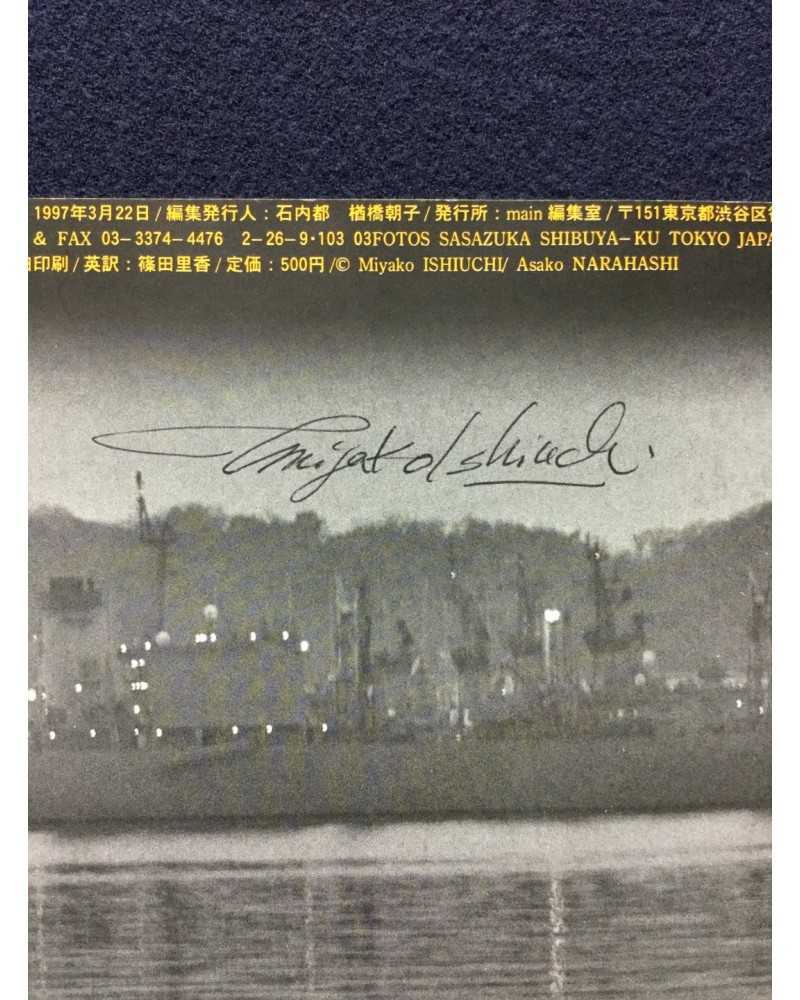 1997年3月22日/編集発行人：石内都　楢橋朝子/発行所：main 編集室/〒151東京都渋谷区
& FAX 03−3374−4476 2−26−9・103 03FOTOS SASAZUKA SHIBUYA−KU TOKYO JAPA
印刷/英訳：篠田里香/定価：500円/© Miyako ISHIUCHI/ Asako NARAHASHI
Miyako Ishiuchi.